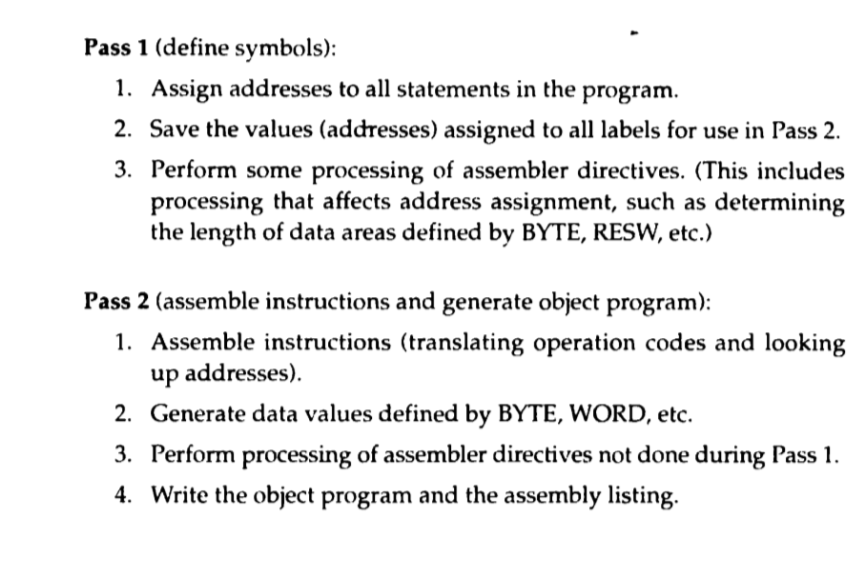 Pass 1 (define symbols):
1. Assign addresses to all statements in the program.
2. Save the values (addresses) assigned to all labels for use in Pass 2.
3. Perform some processing of assembler directives. (This includes
processing that affects address assignment, such as determining
the length of data areas defined by BYTE, RESW, etc.)
Pass 2 (assemble instructions and generate object program):
1. Assemble instructions (translating operation codes and looking
up addresses).
2. Generate data values defined by BYTE, WORD, etc.
3. Perform processing of assembler directives not done during Pass 1.
4. Write the object program and the assembly listing.